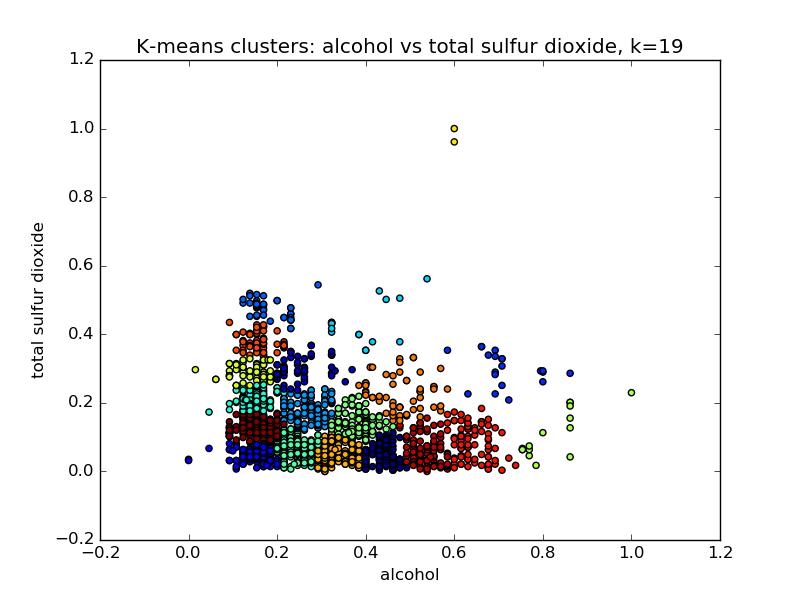 K-means clusters: alcohol vs total sulfur dioxide, k=19
1.2
1.0
0.8
0.6
0.4
0.2
0.0
−0.2
total sulfur dioxide
−0.2 0.0 0.2 0.4 0.6 0.8 1.0 1.2
alcohol